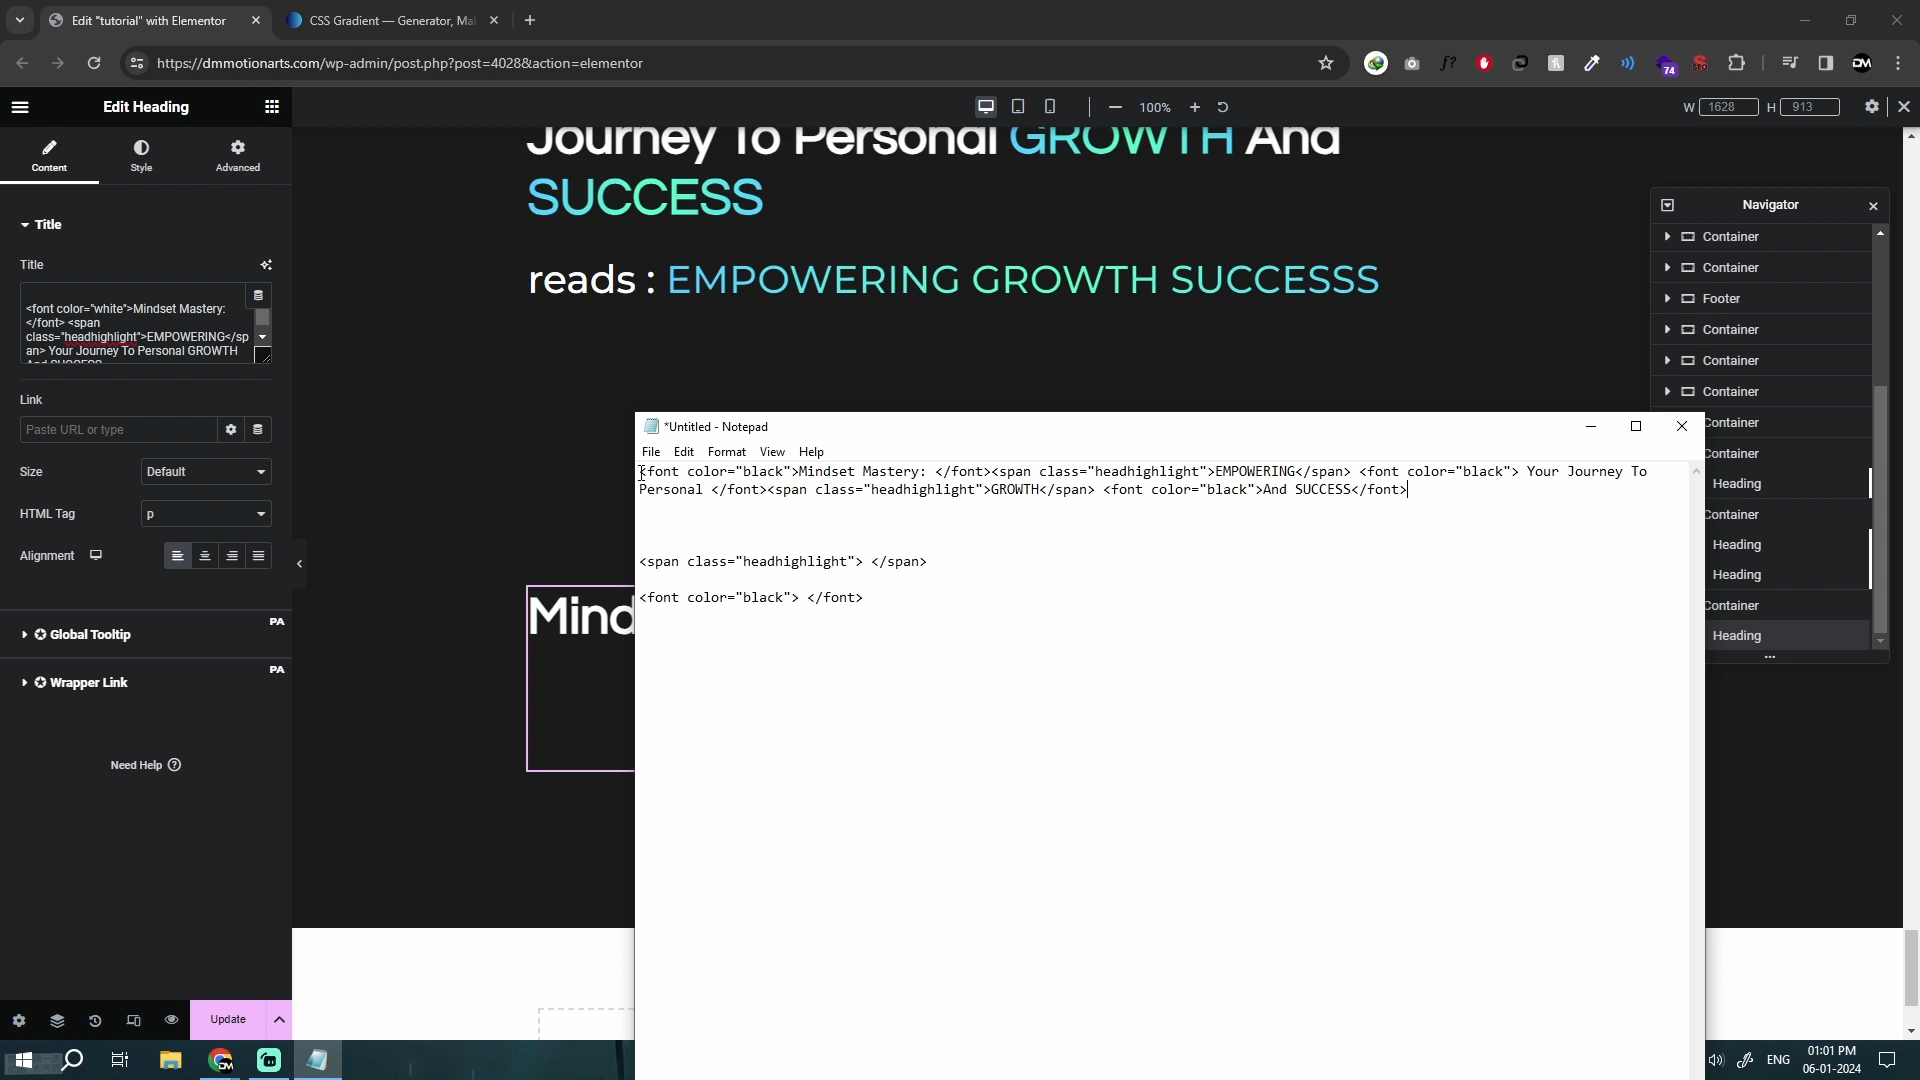 Edit "tutorial" with Elementor
CSS Gradient — Generator, Ma
https://dmmotionarts.com/wp-admin/post.php?post=4028&action=elementor
f?
74
SEO
DM
Edit Heading
100%
W 1628 H 913
Content
Style
Advanced
Title
Title
<font color="white">Mindset Mastery:
</font> <span
class="headhighlight">EMPOWERING</sp
an> Your Journey To Personal GROWTH
And SUCCESS
Link
Paste URL or type
Size
Default
HTML Tag
p
Alignment
Global Tooltip
PA
Wrapper Link
PA
Need Help
Update
Journey To Personal GROWTH And
SUCCESS
reads : EMPOWERING GROWTH SUCCESSS
Mind
Navigator
Container
Container
Footer
Container
Container
Container
Container
Container
Heading
Container
Heading
Heading
Container
Heading
*Untitled - Notepad
File Edit Format View Help
<font color="black">Mindset Mastery: </font><span class="headhighlight">EMPOWERING</span> <font color="black"> Your Journey To
Personal </font><span class="headhighlight">GROWTH</span> <font color="black">And SUCCESS</font>
<span class="headhighlight"> </span>
<font color="black"> </font>
DM
ENG
01:01 PM
06-01-2024